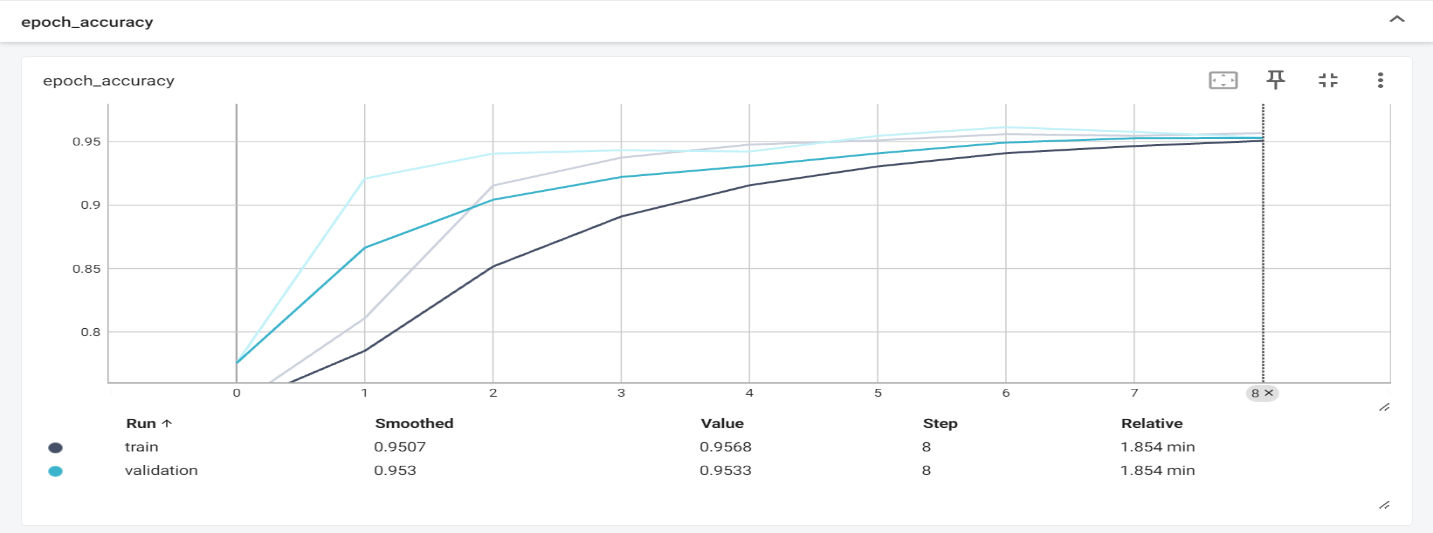 epoch_accuracy
epoch_accuracy
0.95
0.9
0.85
0.8
0 1 2 3 4 5 6 7 8 ×
Run ↑ Smoothed Value Step Relative
train 0.9507 0.9568 8 1.854 min
validation 0.953 0.9533 8 1.854 min